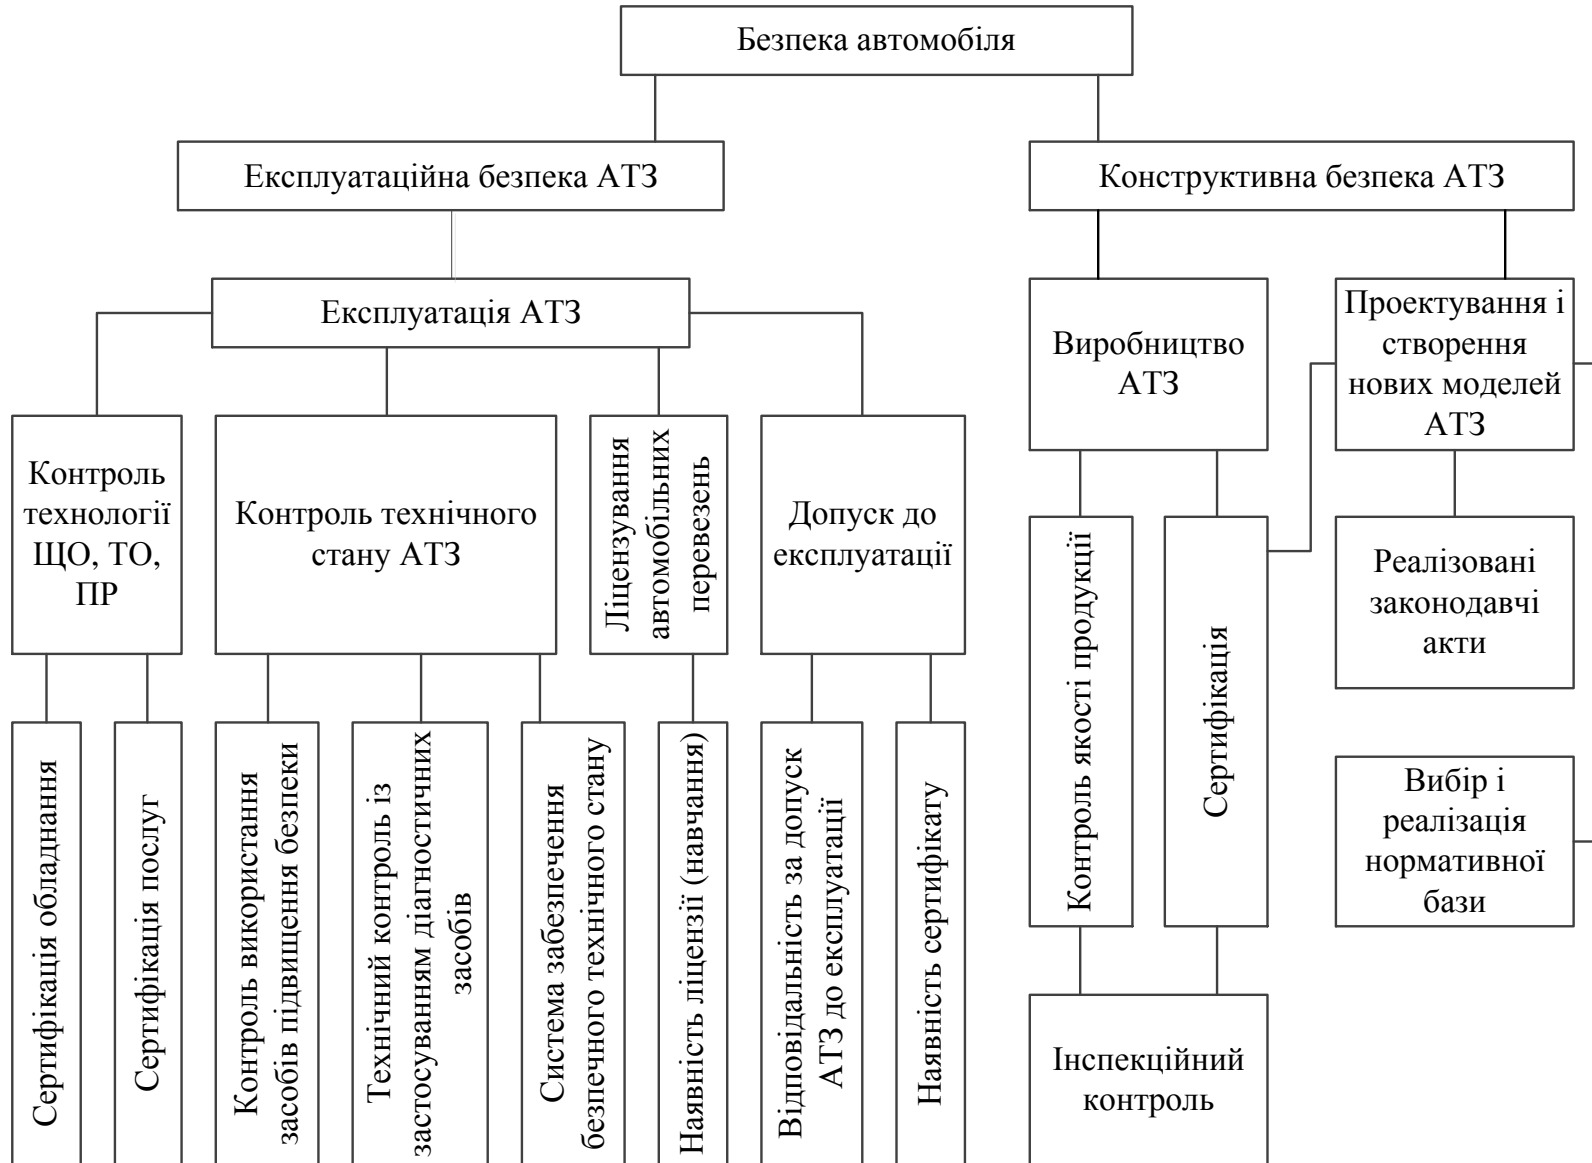 Безпека автомобіля
Експлуатаційна безпека АТЗ
Конструктивна безпека АТЗ
Експлуатація АТЗ
Виробництво
АТЗ
Проектування і
створення
нових моделей
АТЗ
Контроль
технології
ЩО, ТО,
ПР
Контроль технічного
стану АТЗ
Ліцензування
автомобільних
перевезень
Допуск до
експлуатації
Контроль якості продукції
Сертифікація
Реалізовані
законодавчі
акти
Сертифікація обладнання
Сертифікація послуг
Контроль використання
засобів підвищення безпеки
Технічний контроль із
застосуванням діагностичних
засобів
Система забезпечення
безпечного технічного стану
Наявність ліцензії (навчання)
Відповідальність за допуск
АТЗ до експлуатації
Наявність сертифікату
Вибір і
реалізація
нормативної
бази
Інспекційний
контроль